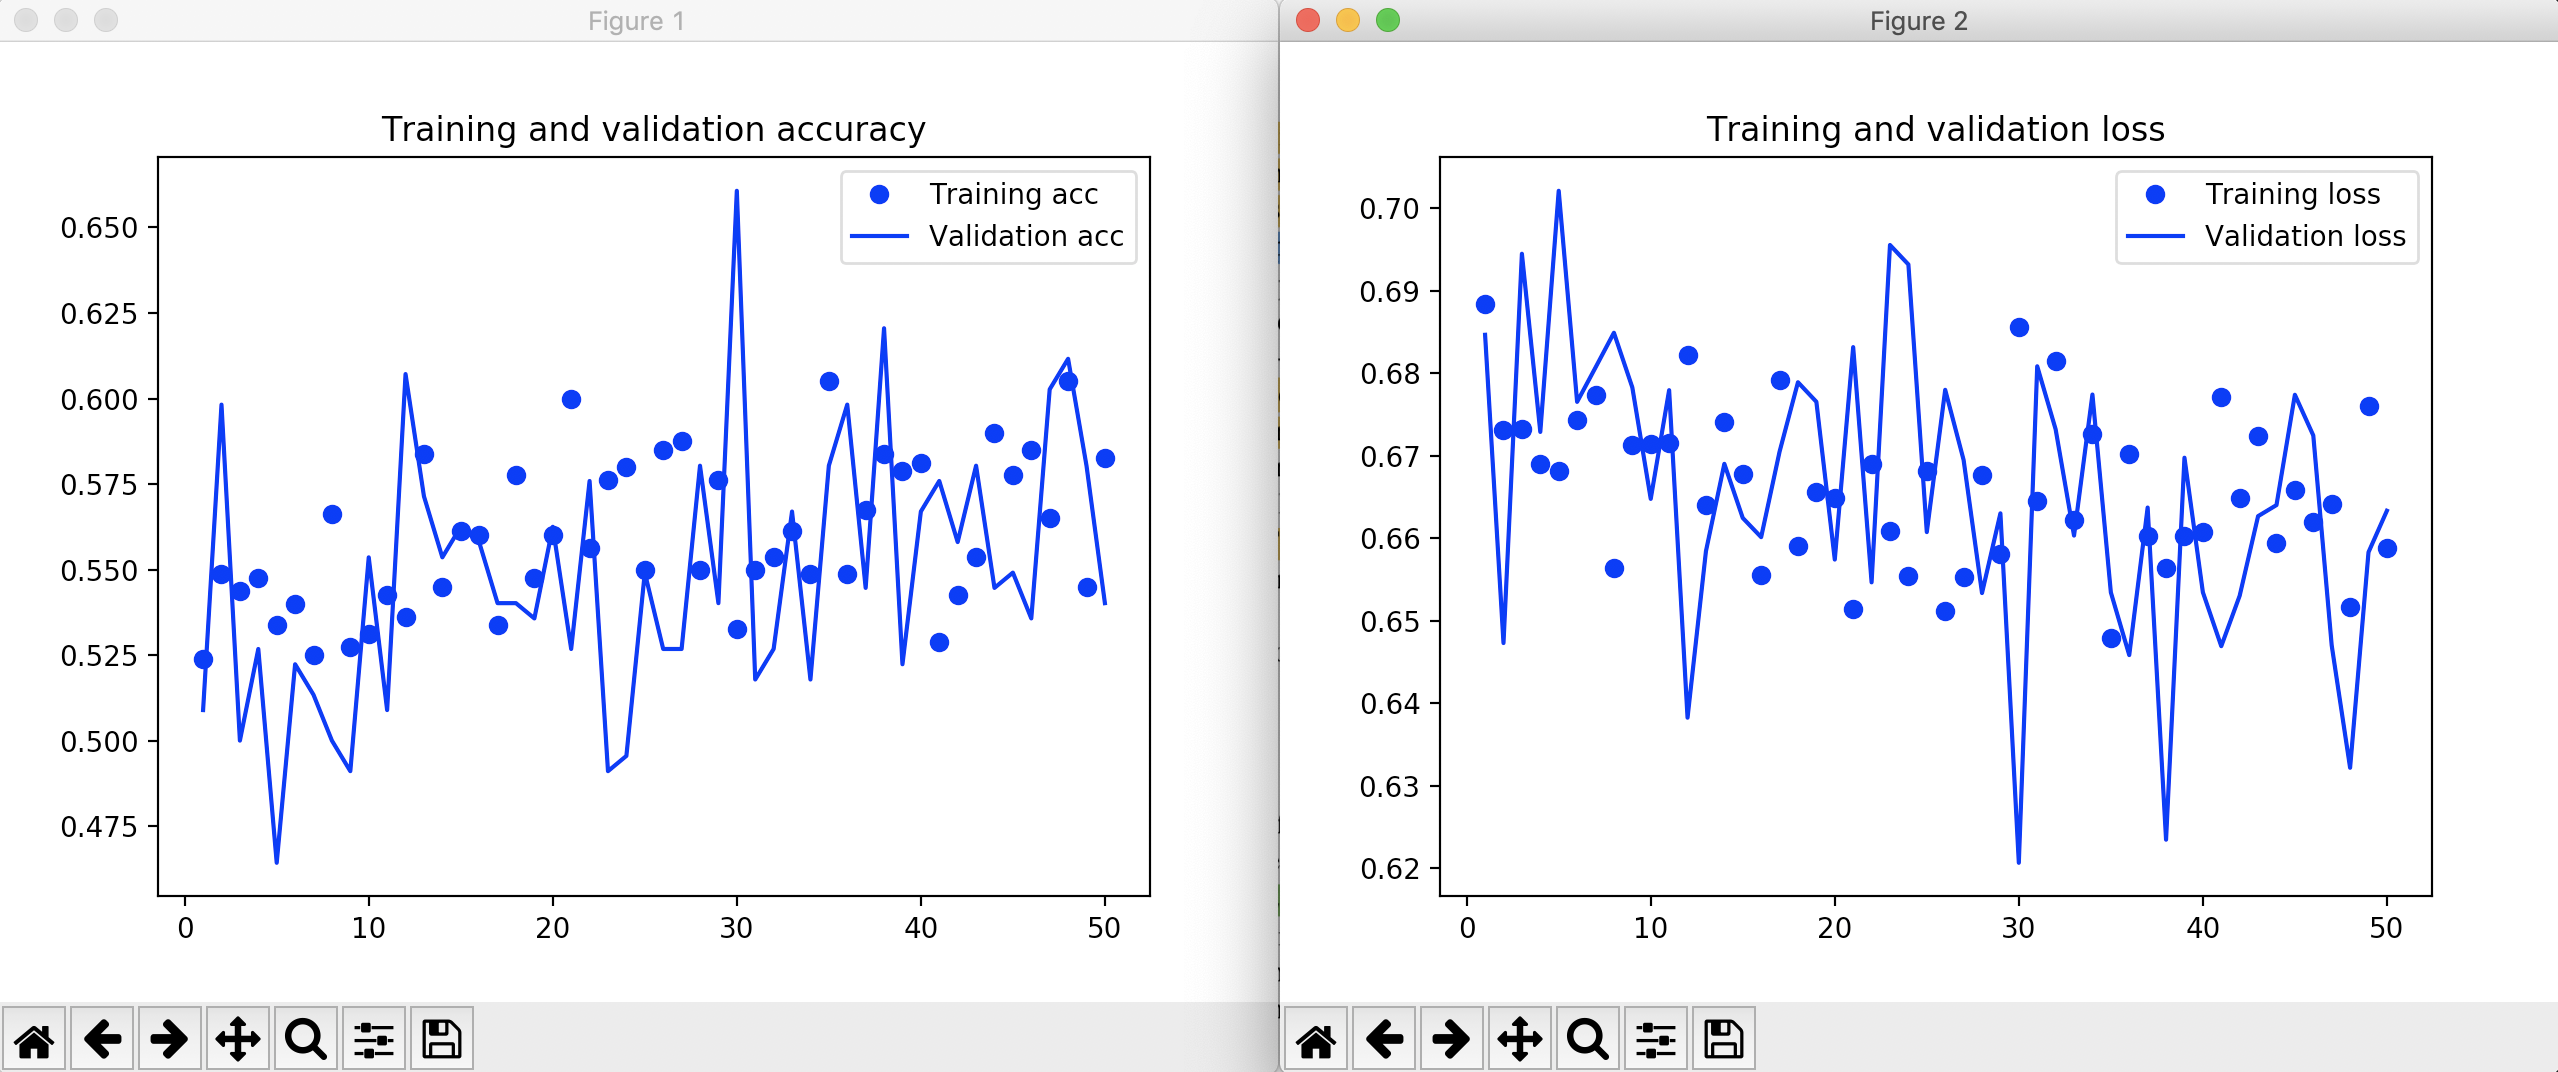 Figure 1
Training and validation accuracy
Training acc
Validation acc
0.650
0.625
0.600
0.575
0.550
0.525
0.500
0.475
0 10 20 30 40 50
Figure 2
Training and validation loss
Training loss
Validation loss
0.70
0.69
0.68
0.67
0.66
0.65
0.64
0.63
0.62
0 10 20 30 40 50